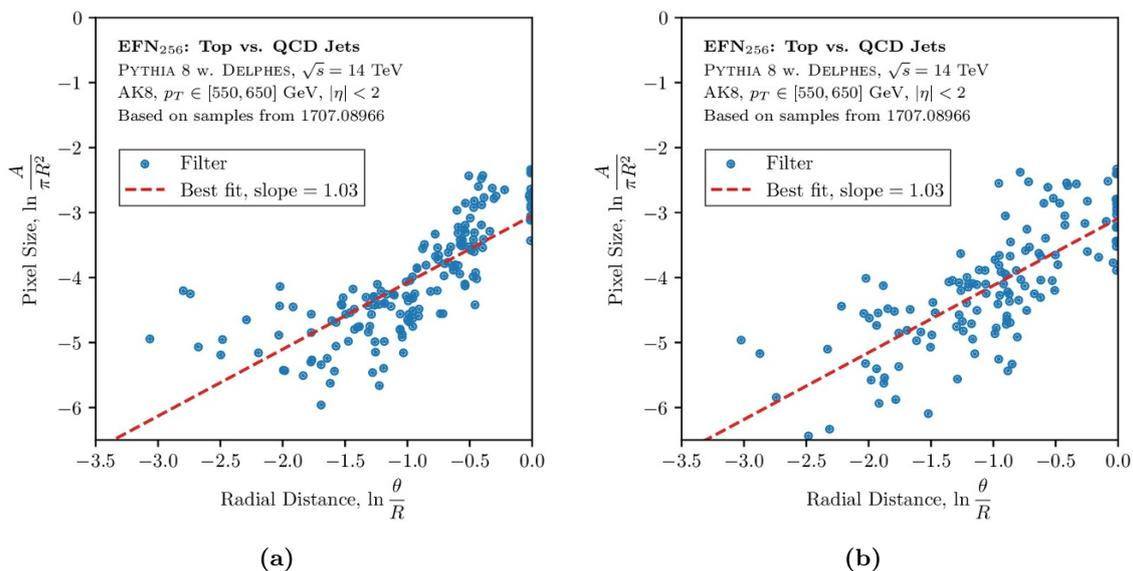 EFN256: Top vs. QCD Jets
PYTHIA 8 w. DELPHES, √s = 14 TeV
AK8, pT ∈ [550, 650] GeV, |η| < 2
Based on samples from 1707.08966
Filter
Best fit, slope = 1.03
Pixel Size, ln A/πR²
0
−1
−2
−3
−4
−5
−6
−3.5 −3.0 −2.5 −2.0 −1.5 −1.0 −0.5 0.0
Radial Distance, ln θ/R
(a)
EFN256: Top vs. QCD Jets
PYTHIA 8 w. DELPHES, √s = 14 TeV
AK8, pT ∈ [550, 650] GeV, |η| < 2
Based on samples from 1707.08966
Filter
Best fit, slope = 1.03
Pixel Size, ln A/πR²
0
−1
−2
−3
−4
−5
−6
−3.5 −3.0 −2.5 −2.0 −1.5 −1.0 −0.5 0.0
Radial Distance, ln θ/R
(b)